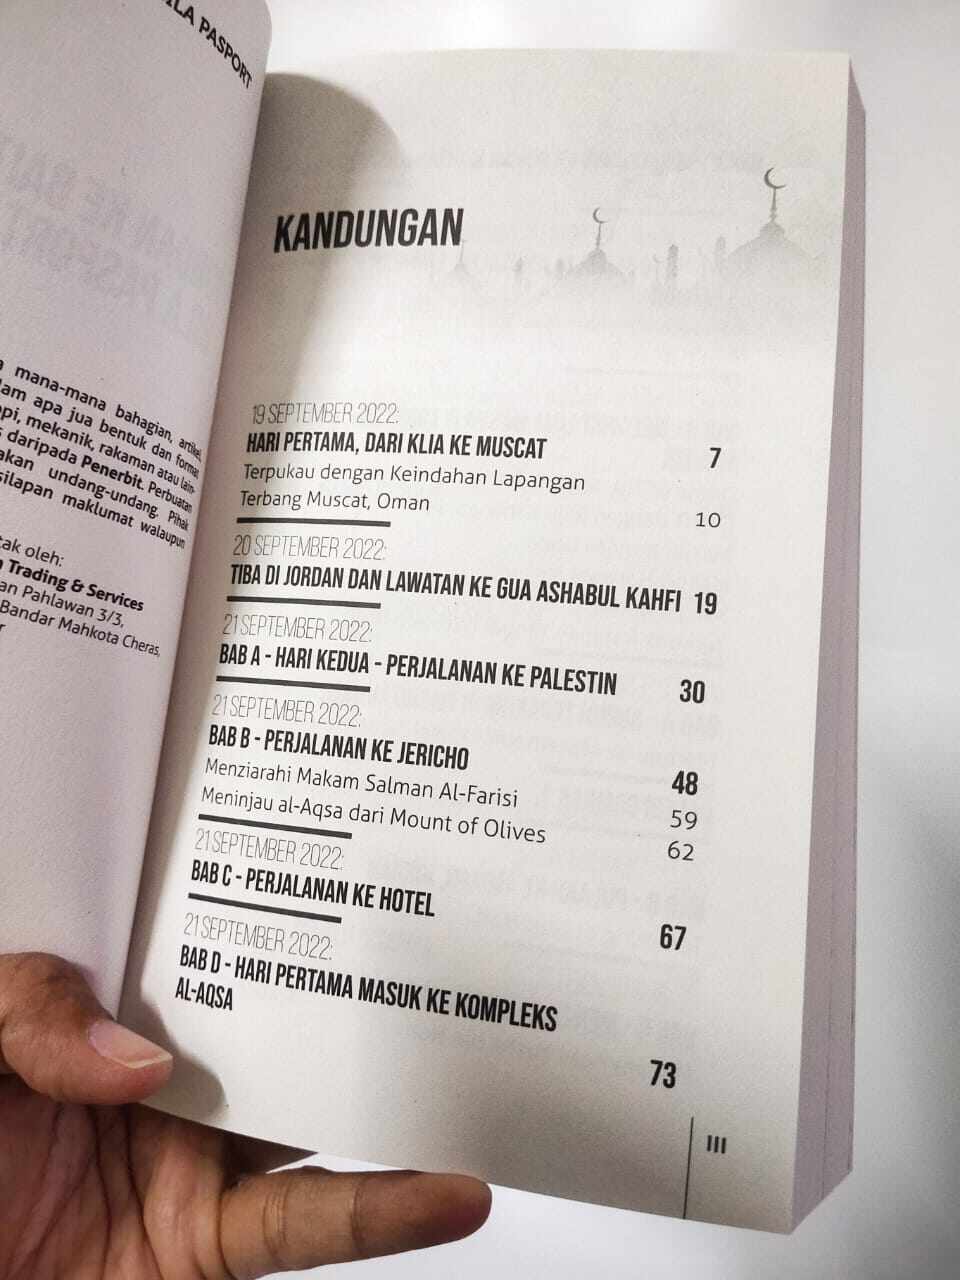 PASPORT
mana-mana bahagian, artikel,
apa jua bentuk dan format
mekanik, rakaman atau lain-
daripada Penerbit. Perbuatan
undang-undang. Pihak
maklumat walaupun
oleh:
Trading & Services
Pahlawan 3/3,
Bandar Mahkota Cheras,
KANDUNGAN
19 SEPTEMBER 2022:
HARI PERTAMA, DARI KLIA KE MUSCAT 7
Terpukau dengan Keindahan Lapangan
Terbang Muscat, Oman 10
20 SEPTEMBER 2022:
TIBA DI JORDAN DAN LAWATAN KE GUA ASHABUL KAHFI 19
21 SEPTEMBER 2022:
BAB A - HARI KEDUA - PERJALANAN KE PALESTIN 30
21 SEPTEMBER 2022:
BAB B - PERJALANAN KE JERICHO 48
Menziarahi Makam Salman Al-Farisi 59
Meninjau al-Aqsa dari Mount of Olives 62
21 SEPTEMBER 2022:
BAB C - PERJALANAN KE HOTEL 67
21 SEPTEMBER 2022:
BAB D - HARI PERTAMA MASUK KE KOMPLEKS
AL-AQSA 73
III